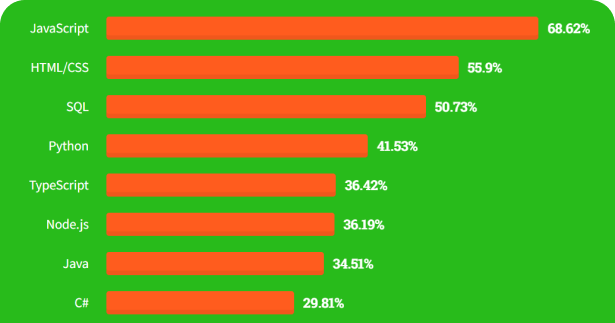 JavaScript 68.62%
HTML/CSS 55.9%
SQL 50.73%
Python 41.53%
TypeScript 36.42%
Node.js 36.19%
Java 34.51%
C# 29.81%